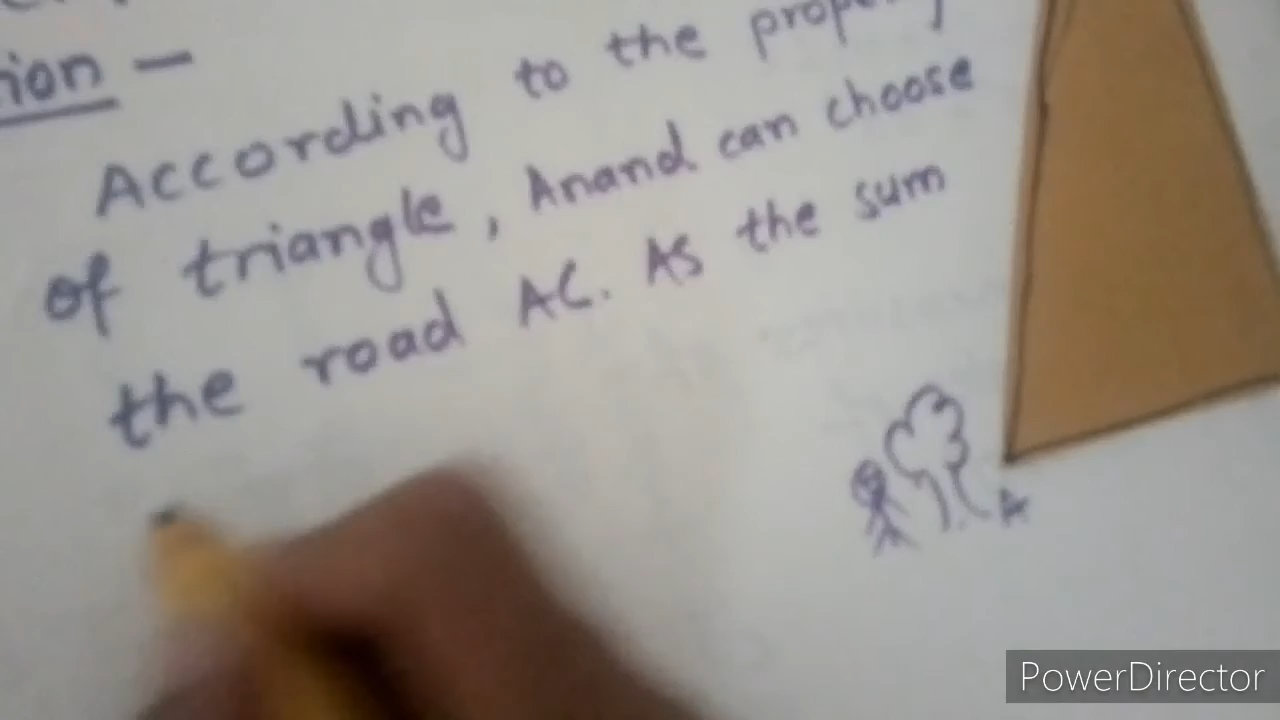 ion -
According to the
of triangle, Anand can choose
the road AC. As the sum
A
PowerDirector